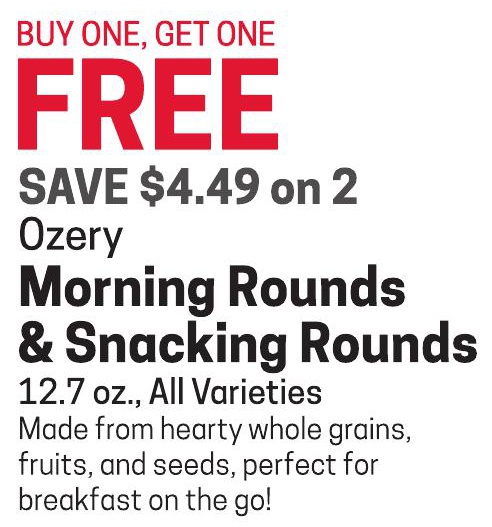 BUY ONE, GET ONE
FREE
SAVE $4.49 on 2
Ozery
Morning Rounds
& Snacking Rounds
12.7 oz., All Varieties
Made from hearty whole grains,
fruits, and seeds, perfect for
breakfast on the go!